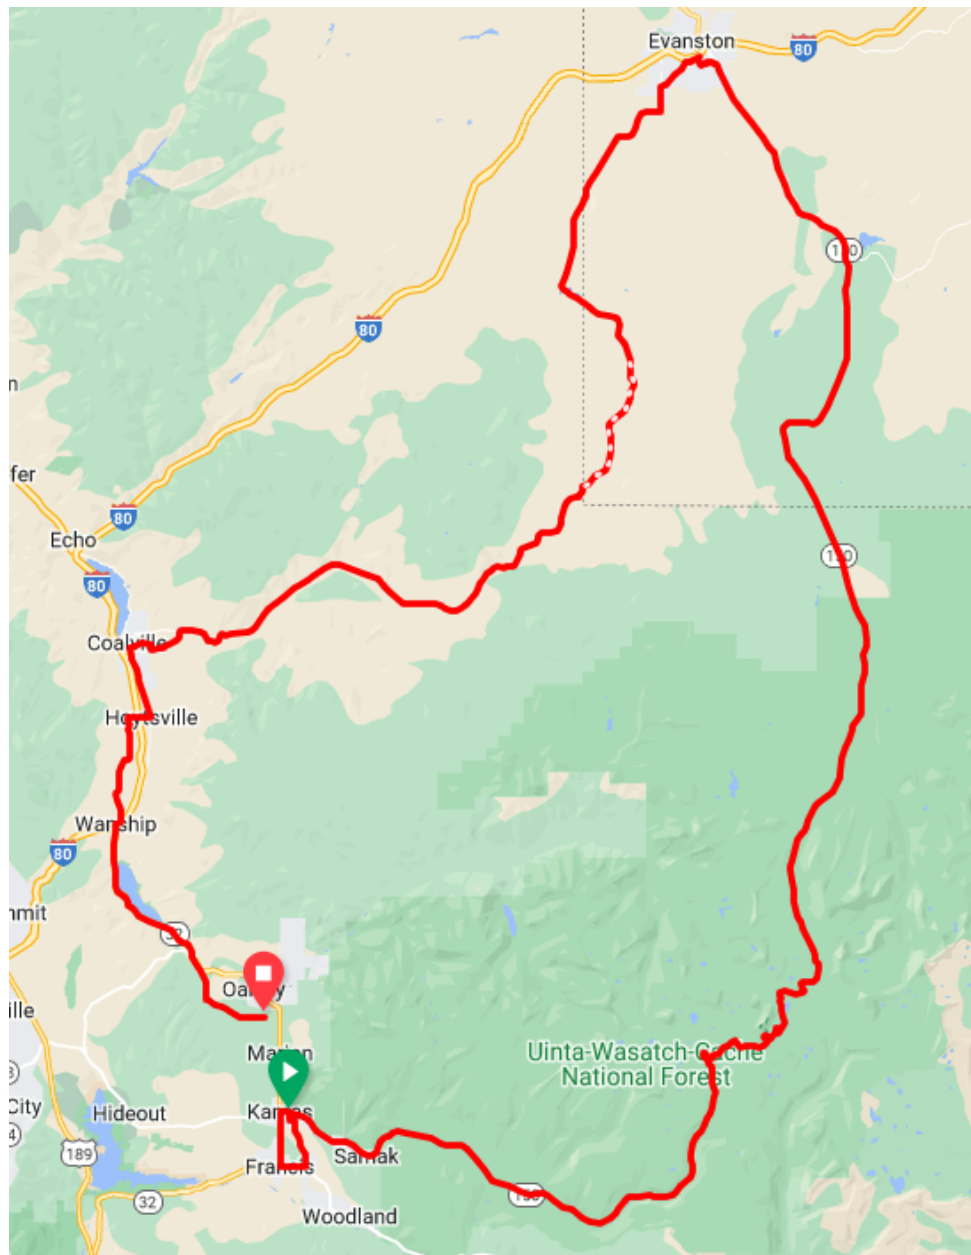 Evanston
80
150
80
n
fer
80
Echo
150
80
Coalville
Hoytsville
Wanship
80
mmit
32
Oakley
ille
Marion
Uinta-Wasatch-Cache
National Forest
City
Hideout
Kamas
189
Samak
Francis
150
32
Woodland